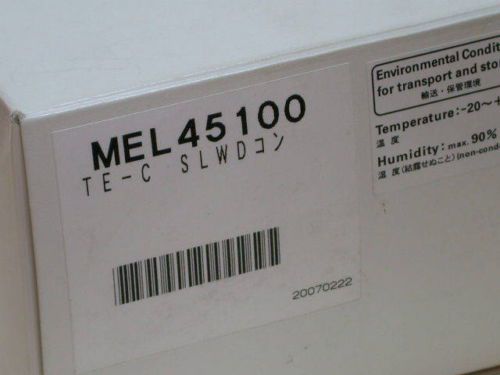 MEL45100
TE-C SLWDコン
20070222
Environmental Condit
for transport and sto
輸送・保管環境
Temperature:-20～+
温度
Humidity: max. 90%
湿度(結露せぬこと)(non-conde